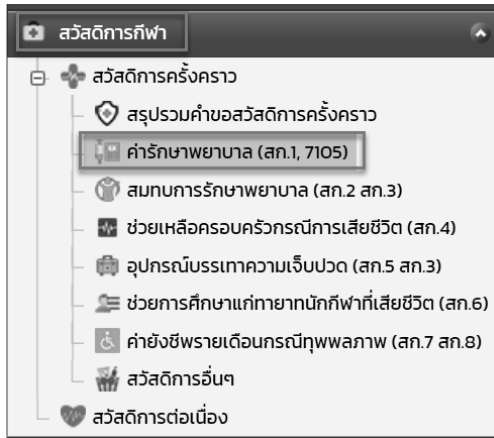 สวัสดิการกีฬา
สวัสดิการครั้งคราว
สรุปรวมคำขอสวัสดิการครั้งคราว
ค่ารักษาพยาบาล (สก.1, 7105)
สมทบการรักษาพยาบาล (สก.2 สก.3)
ช่วยเหลือครอบครัวกรณีการเสียชีวิต (สก.4)
อุปกรณ์บรรเทาความเจ็บปวด (สก.5 สก.3)
ช่วยการศึกษาแก่ทายาทนักกีฬาที่เสียชีวิต (สก.6)
ค่ายังชีพรายเดือนกรณีทุพพลภาพ (สก.7 สก.8)
สวัสดิการอื่นๆ
สวัสดิการต่อเนื่อง